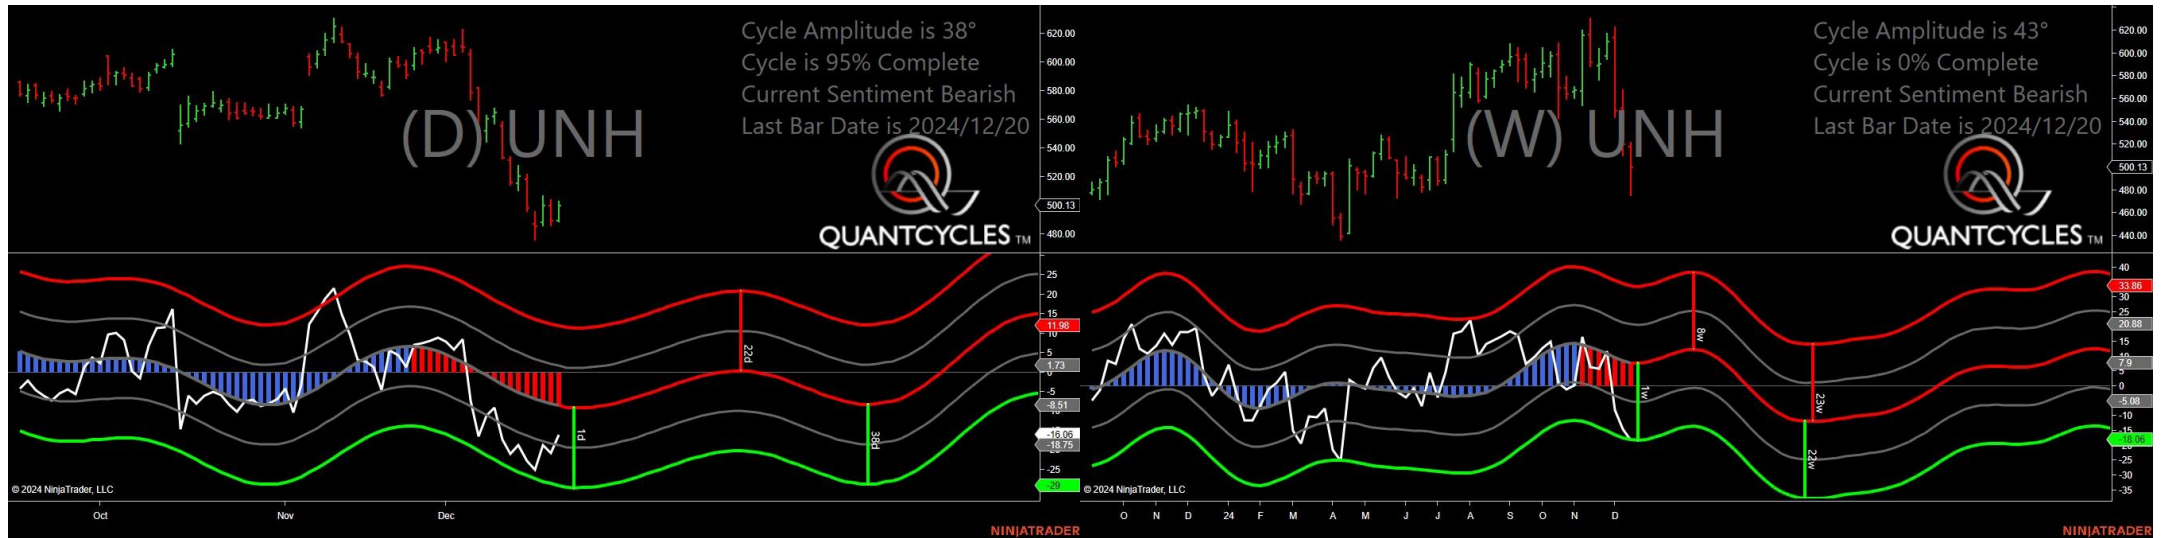 Cycle Amplitude is 38°
Cycle is 95% Complete
Current Sentiment Bearish
Last Bar Date is 2024/12/20
(D) UNH
QUANTCYCLES TM
620.00
600.00
580.00
560.00
540.00
520.00
500.13
480.00
25
20
15
11.98
5
1.73
0
-5
-8.51
-16.06
-18.75
-25
-29
22d
1d
38d
© 2024 NinjaTrader, LLC
Oct
Nov
Dec
NINJATRADER
Cycle Amplitude is 43°
Cycle is 0% Complete
Current Sentiment Bearish
Last Bar Date is 2024/12/20
(W) UNH
QUANTCYCLES TM
620.00
600.00
580.00
560.00
540.00
520.00
500.13
480.00
460.00
440.00
40
33.86
30
20.88
15
7.9
5
0
-5.08
-10
-18.06
-25
-30
-35
8w
1w
23w
22w
© 2024 NinjaTrader, LLC
O N D 24 F M A M J J A S O N D
NINJATRADER